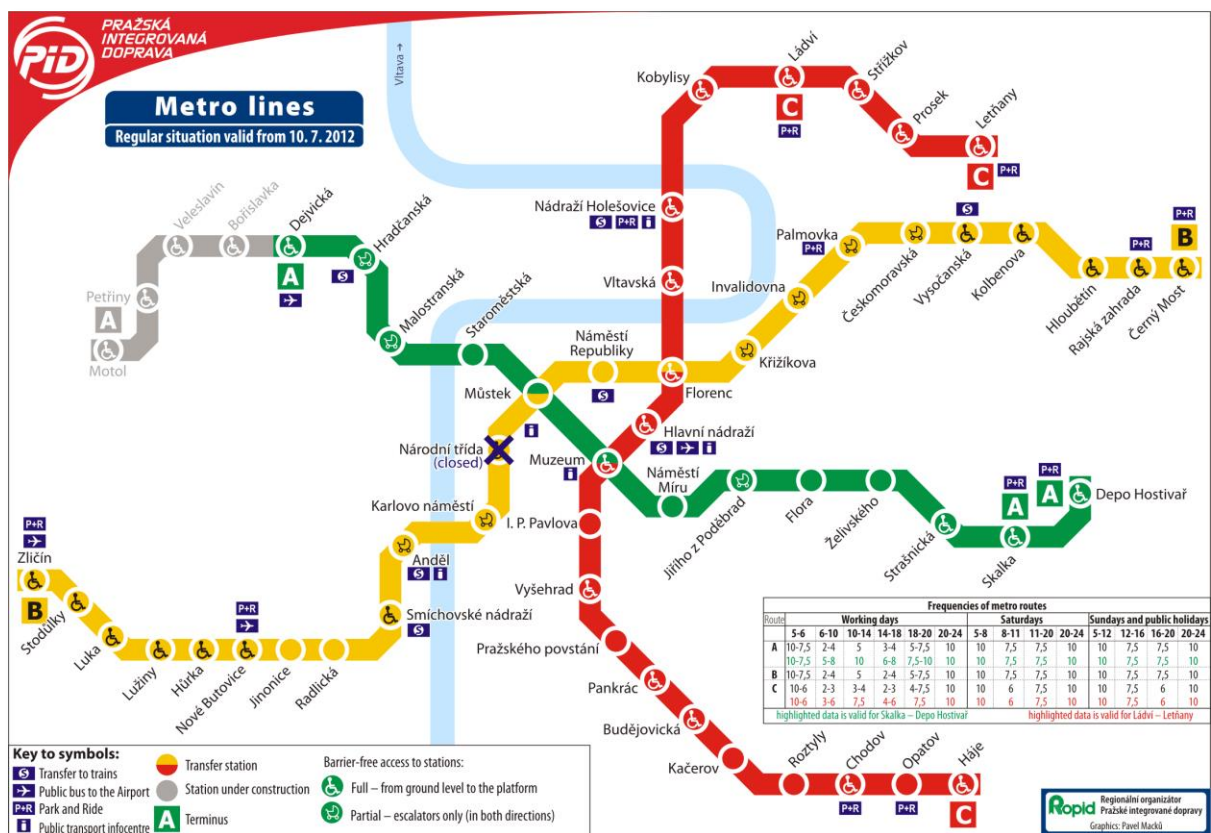 PRAŽSKÁ
INTEGROVANÁ
DOPRAVA
PID
Metro lines
Regular situation valid from 10. 7. 2012
Vltava →
Kobylisy
Ládví
C
P+R
Střížkov
Prosek
Letňany
C
P+R
Nádraží Holešovice
S P+R i
Vltavská
Veleslavín
Bořislavka
Dejvická
A
Hradčanská
S
Petřiny
A
Motol
Malostranská
Staroměstská
Můstek
i
Náměstí
Republiky
S
Florenc
Křižíkova
Invalidovna
Palmovka
P+R
Českomoravská
S
Vysočanská
Kolbenova
Hloubětín
P+R
Rajská zahrada
P+R
B
Černý Most
Národní třída
(closed)
Muzeum
i
Hlavní nádraží
S i
Náměstí
Míru
Jiřího z Poděbrad
Flora
Želivského
Strašnická
P+R
A
Skalka
P+R
A
Depo Hostivař
Karlovo náměstí
Anděl
S i
Smíchovské nádraží
S
P+R
Zličín
B
Stodůlky
Luka
Lužiny
Hůrka
P+R
Nové Butovice
Jinonice
Radlická
I. P. Pavlova
Vyšehrad
Pražského povstání
Pankrác
Budějovická
Kačerov
Roztyly
Chodov
P+R
Opatov
P+R
Háje
C
Frequencies of metro routes
Route Working days Saturdays Sundays and public holidays
5-6 6-10 10-14 14-18 18-20 20-24 5-8 8-11 11-20 20-24 5-12 12-16 16-20 20-24
A 10-7,5 2-4 5 3-4 5-7,5 10 10 7,5 7,5 10 10 7,5 7,5 10
10-7,5 5-8 10 6-8 7,5-10 10 10 7,5 7,5 10 10 7,5 7,5 10
B 10-7,5 2-4 5 2-4 5-7,5 10 10 7,5 7,5 10 10 7,5 7,5 10
C 10-6 2-3 3-4 2-3 4-7,5 10 10 6 7,5 10 10 7,5 6 10
10-6 3-6 7,5 4-6 7,5 10 10 6 7,5 10 10 7,5 6 10
highlighted data is valid for Skalka – Depo Hostivař highlighted data is valid for Ládví – Letňany
Key to symbols:
S Transfer to trains
Public bus to the Airport
P+R Park and Ride
i Public transport infocentre
Transfer station
Station under construction
A Terminus
Barrier-free access to stations:
Full – from ground level to the platform
Partial – escalators only (in both directions)
Ropid
Regionální organizátor
Pražské integrované dopravy
Graphics: Pavel Macků